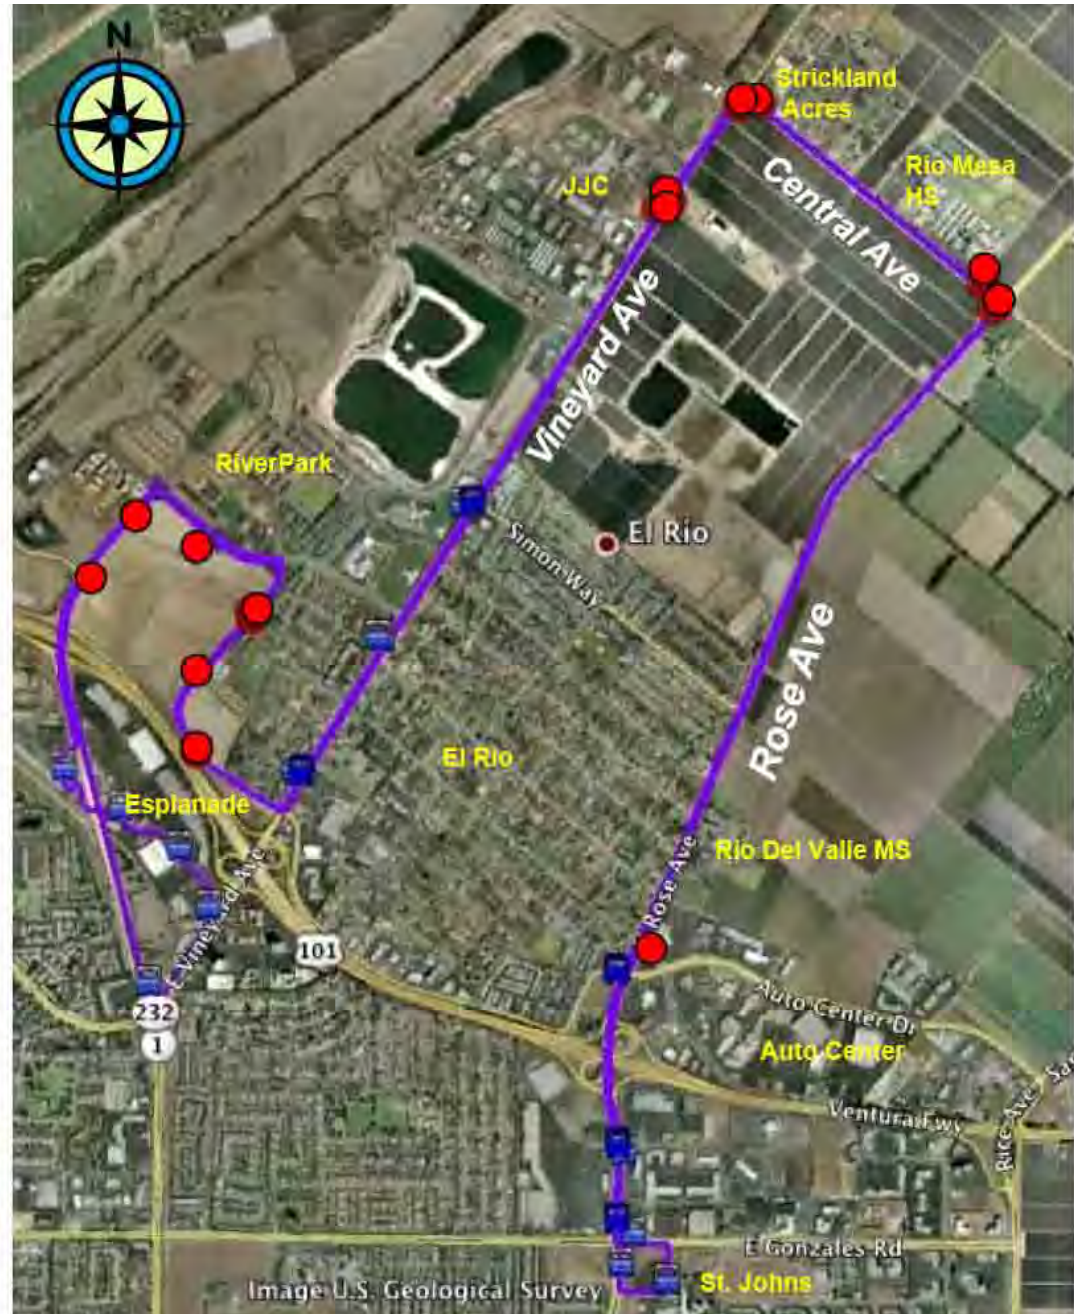 N
Strickland
Acres
Rio Mesa
HS
JJC
Central Ave
Vineyard Ave
RiverPark
Simon Way
El Rio
Rose Ave
El Rio
Esplanade
Rio Del Valle MS
Rose Ave
E Vineyard Ave
101
232
1
Auto Center Dr
Auto Center
Ventura Fwy
Rice Ave
E Gonzales Rd
St. Johns
Image U.S. Geological Survey